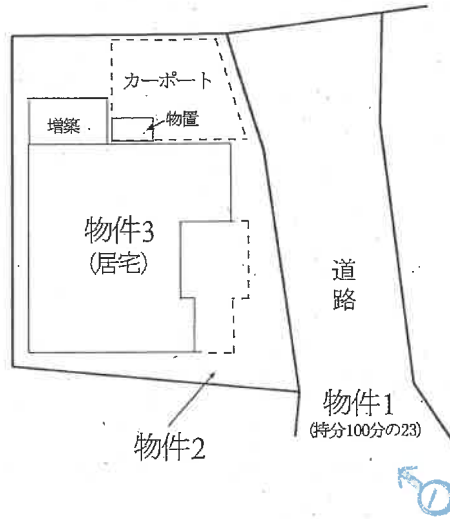 カーポート
増築
物置
物件3
(居宅)
道
路
物件1
(持分100分の23)
物件2